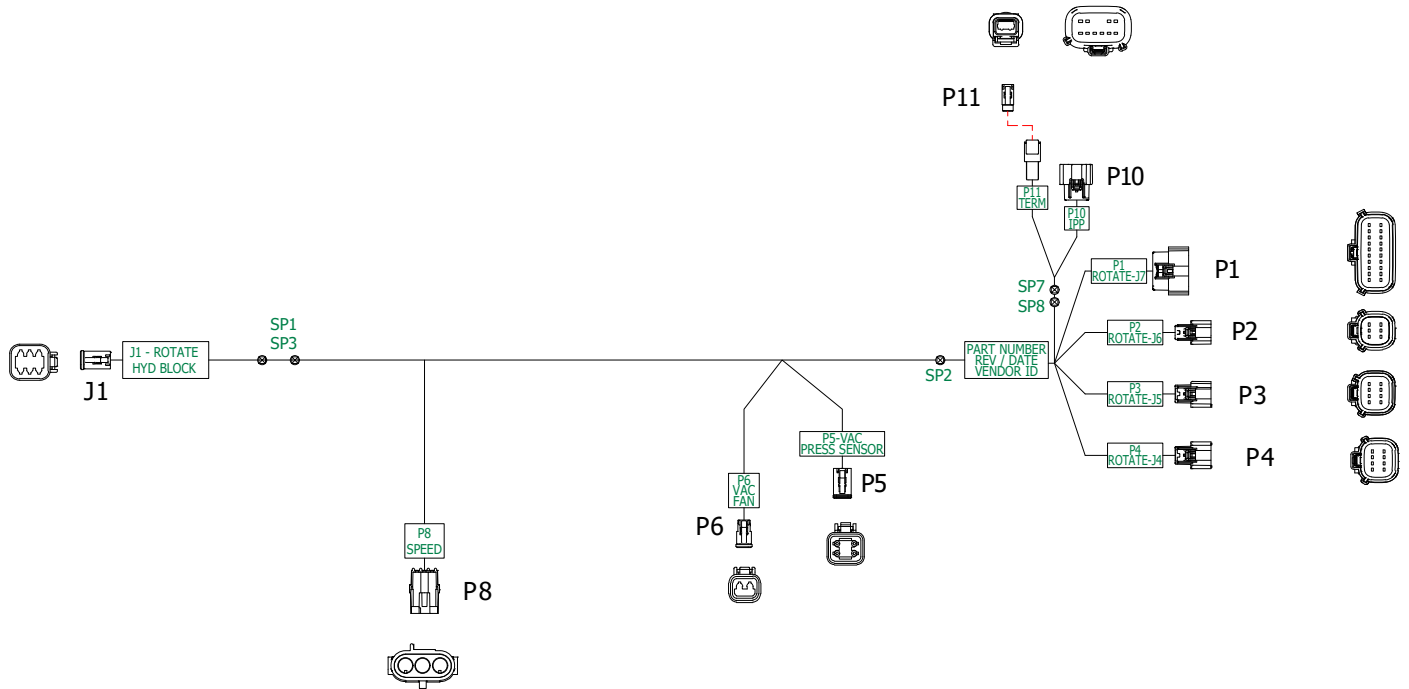 P11
P11
TERM
P10
P10
IPP
P1
ROTATE-J7
P1
SP7
SP8
SP1
SP3
J1 - ROTATE
HYD BLOCK
J1
SP2
PART NUMBER
REV / DATE
VENDOR ID
P2
ROTATE-J6
P2
P3
ROTATE-J5
P3
P4
ROTATE-J4
P4
P5-VAC
PRESS SENSOR
P5
P6
VAC
FAN
P6
P8
SPEED
P8